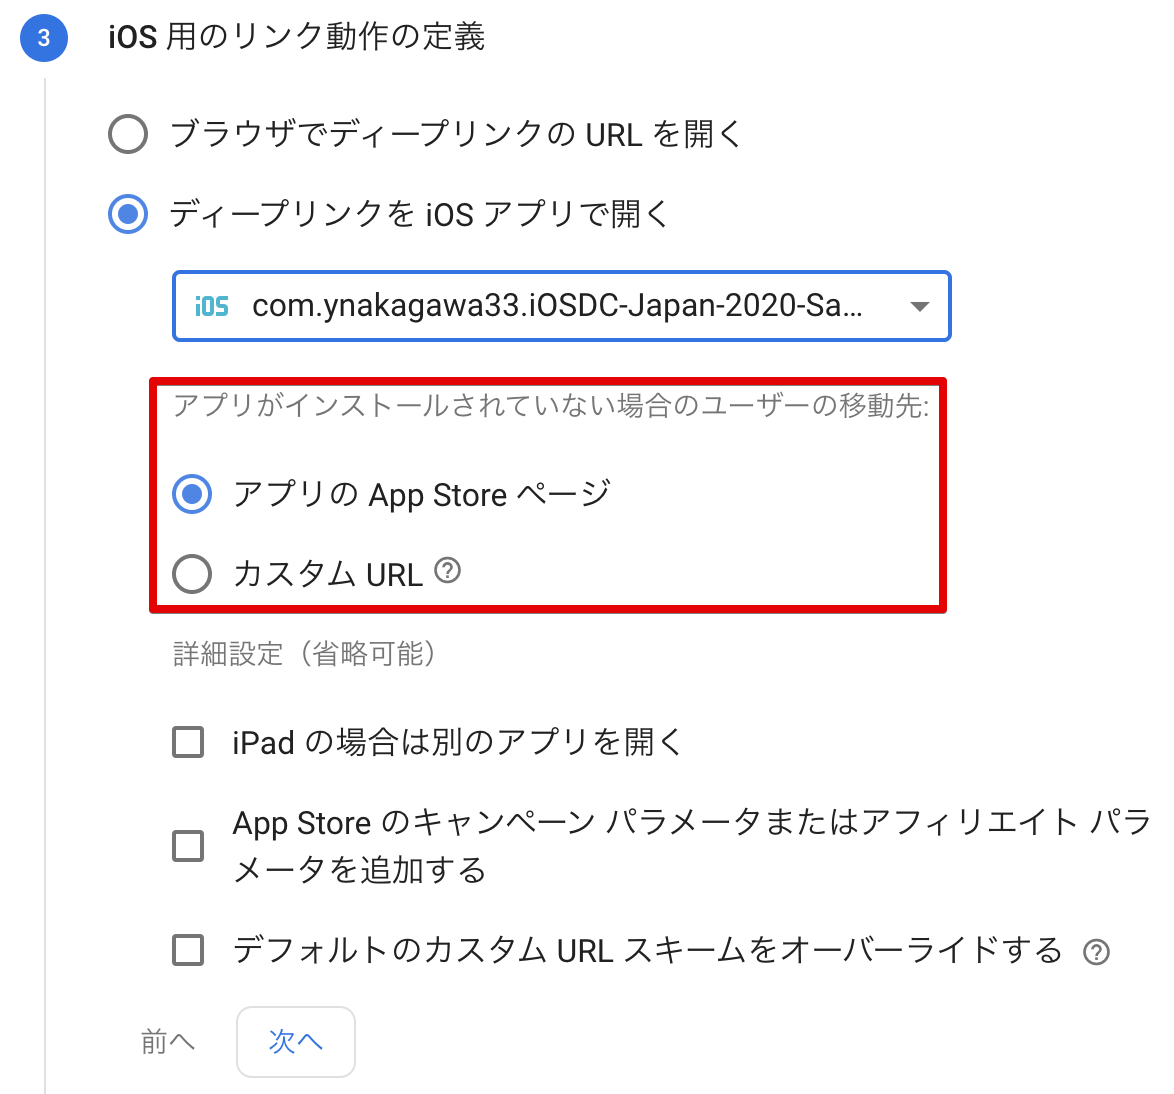 3 iOS 用のリンク動作の定義
ブラウザでディープリンクの URL を開く
ディープリンクを iOS アプリで開く
iOS com.ynakagawa33.iOSDC-Japan-2020-Sa...
アプリがインストールされていない場合のユーザーの移動先:
アプリの App Store ページ
カスタム URL ?
詳細設定（省略可能）
iPad の場合は別のアプリを開く
App Store のキャンペーン パラメータまたはアフィリエイト パラ
メータを追加する
デフォルトのカスタム URL スキームをオーバーライドする ?
前へ 次へ